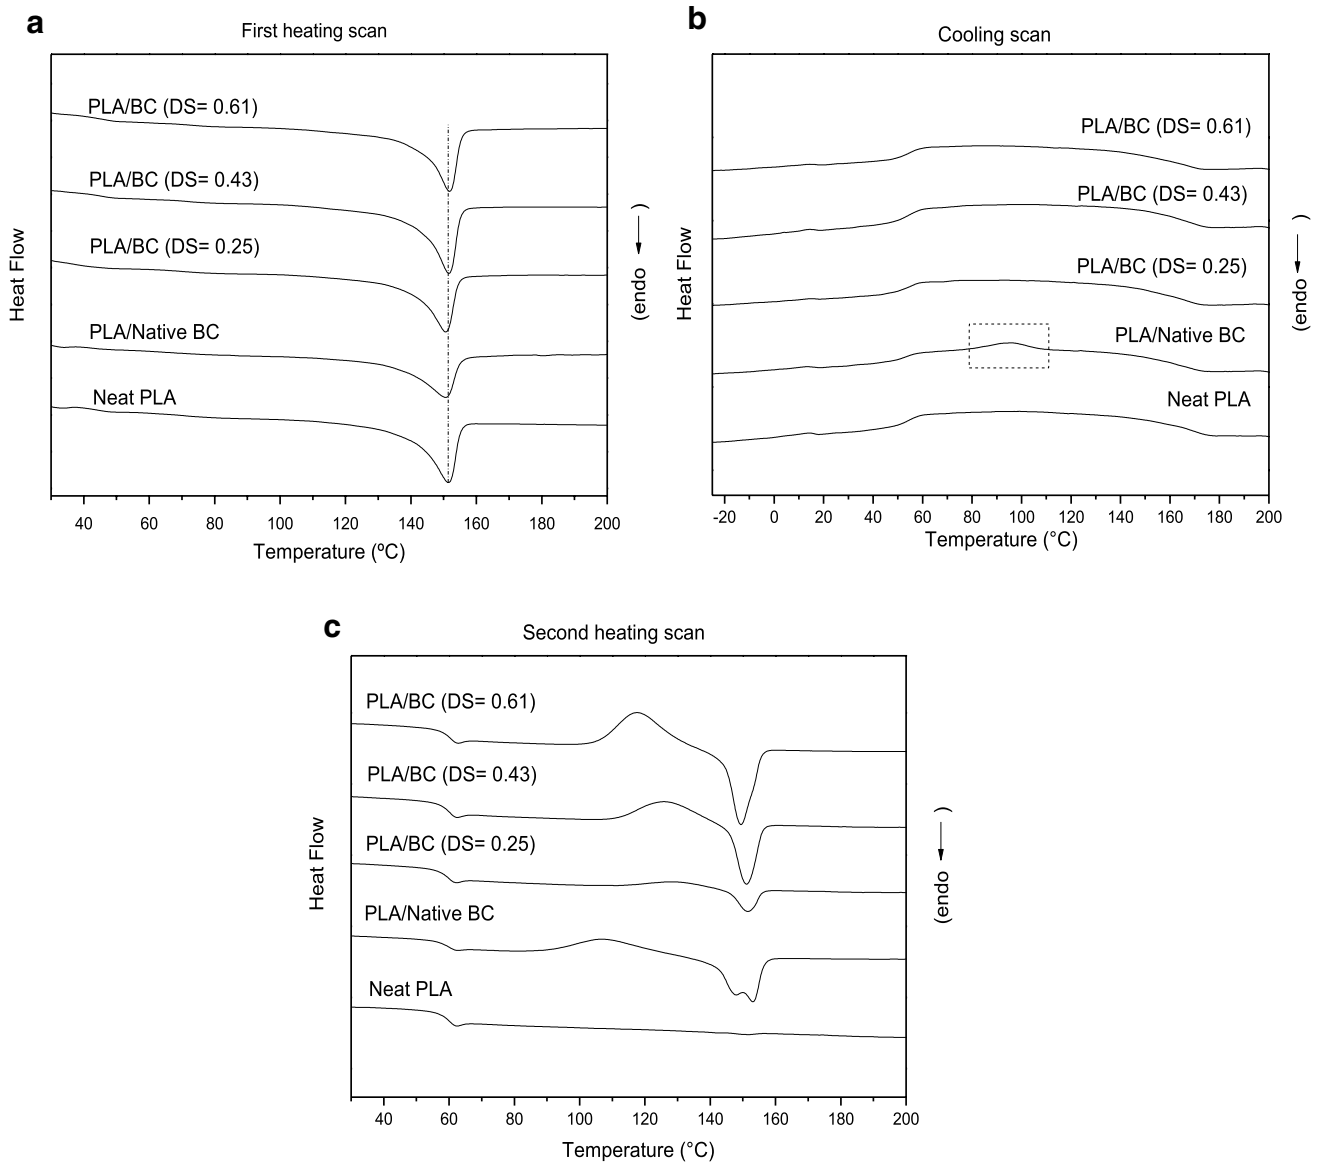 a
First heating scan
PLA/BC (DS= 0.61)
PLA/BC (DS= 0.43)
PLA/BC (DS= 0.25)
PLA/Native BC
Neat PLA
Heat Flow
(endo → )
40 60 80 100 120 140 160 180 200
Temperature (ºC)
b
Cooling scan
PLA/BC (DS= 0.61)
PLA/BC (DS= 0.43)
PLA/BC (DS= 0.25)
PLA/Native BC
Neat PLA
Heat Flow
(endo → )
-20 0 20 40 60 80 100 120 140 160 180 200
Temperature (°C)
c
Second heating scan
PLA/BC (DS= 0.61)
PLA/BC (DS= 0.43)
PLA/BC (DS= 0.25)
PLA/Native BC
Neat PLA
Heat Flow
(endo → )
40 60 80 100 120 140 160 180 200
Temperature (°C)